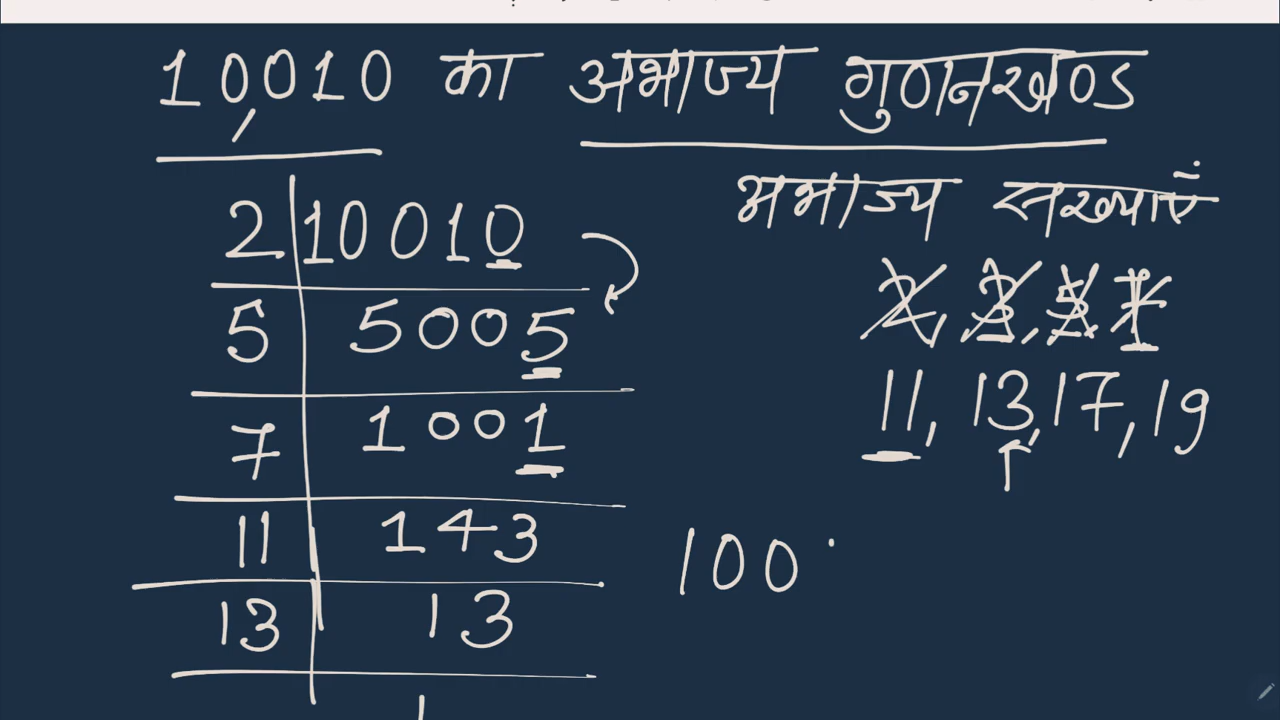 10,010 का अभाज्य गुणनखण्ड
अभाज्य संख्याएं
2, 3, 5, 7
11, 13, 17, 19
2 10010
5 5005
7 1001
11 143
13 13
1
100